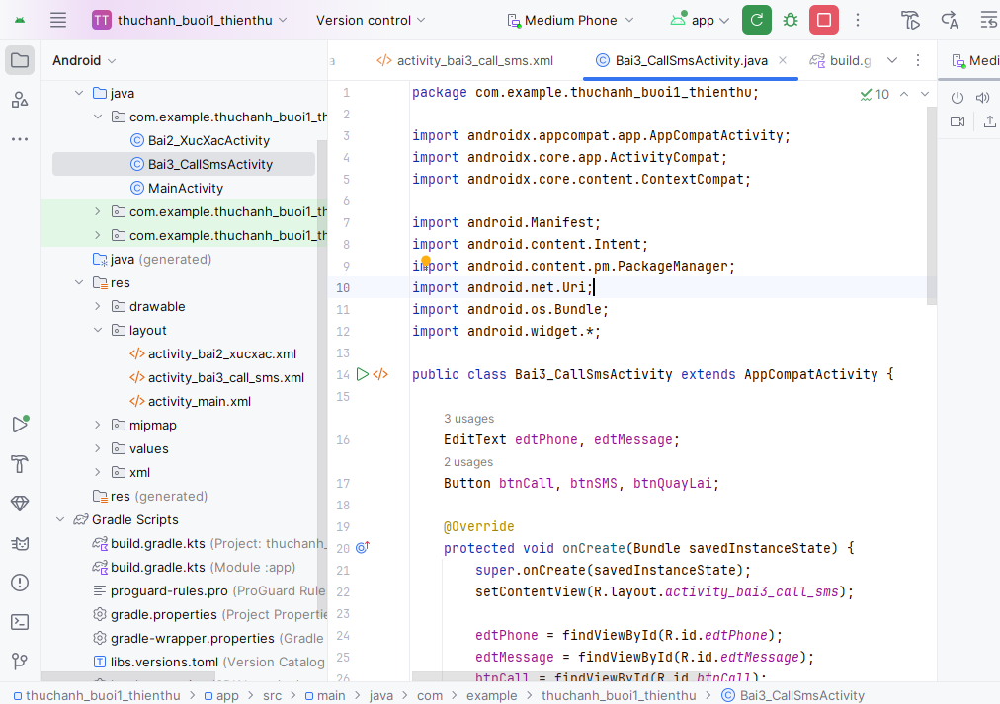 TT thuchanh_buoi1_thienthu Version control Medium Phone app
Android
a activity_bai3_call_sms.xml Bai3_CallSmsActivity.java build.g Medi
java
com.example.thuchanh_buoi1_th
Bai2_XucXacActivity
Bai3_CallSmsActivity
MainActivity
com.example.thuchanh_buoi1_th
com.example.thuchanh_buoi1_th
java (generated)
res
drawable
layout
activity_bai2_xucxac.xml
activity_bai3_call_sms.xml
activity_main.xml
mipmap
values
xml
res (generated)
Gradle Scripts
build.gradle.kts (Project: thuchanh_
build.gradle.kts (Module :app)
proguard-rules.pro (ProGuard Rule
gradle.properties (Project Propertie
gradle-wrapper.properties (Gradle
libs.versions.toml (Version Catalog
10
1 package com.example.thuchanh_buoi1_thienthu;
2
3 import androidx.appcompat.app.AppCompatActivity;
4 import androidx.core.app.ActivityCompat;
5 import androidx.core.content.ContextCompat;
6
7 import android.Manifest;
8 import android.content.Intent;
9 import android.content.pm.PackageManager;
10 import android.net.Uri;
11 import android.os.Bundle;
12 import android.widget.*;
13
14 public class Bai3_CallSmsActivity extends AppCompatActivity {
15
3 usages
16 EditText edtPhone, edtMessage;
2 usages
17 Button btnCall, btnSMS, btnQuayLai;
18
19 @Override
20 protected void onCreate(Bundle savedInstanceState) {
21 super.onCreate(savedInstanceState);
22 setContentView(R.layout.activity_bai3_call_sms);
23
24 edtPhone = findViewById(R.id.edtPhone);
25 edtMessage = findViewById(R.id.edtMessage);
26 btnCall = findViewById(R.id.btnCall);
thuchanh_buoi1_thienthu > app > src > main > java > com > example > thuchanh_buoi1_thienthu > Bai3_CallSmsActivity